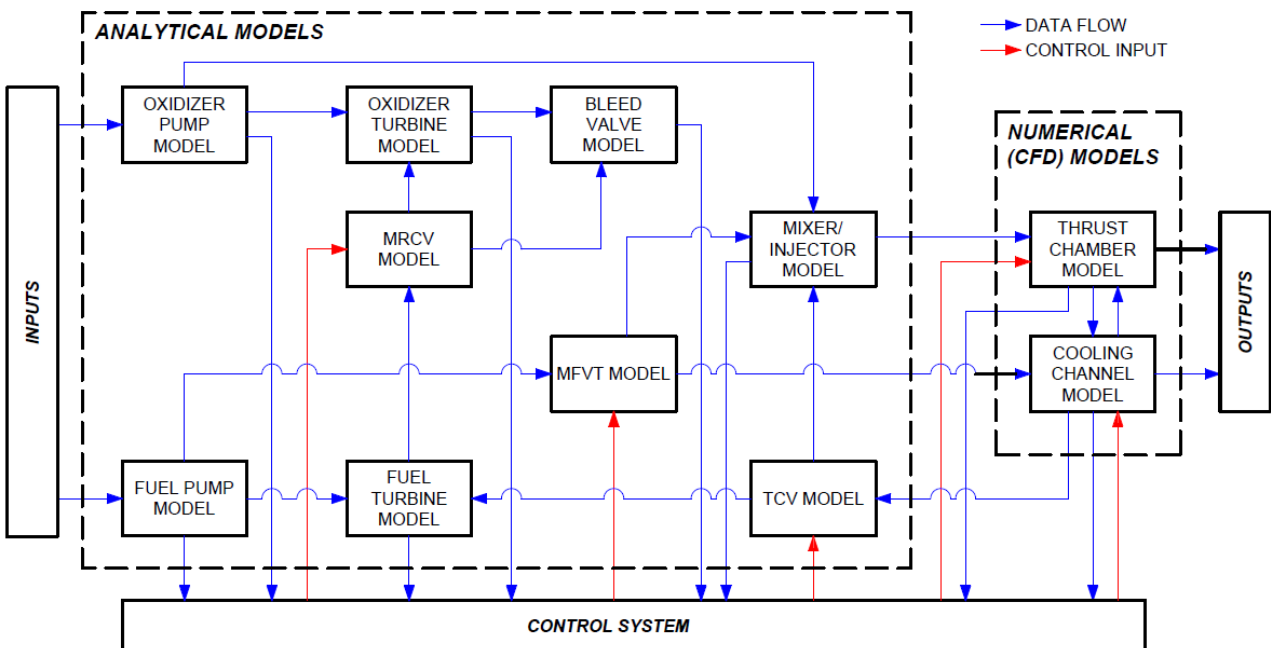 ANALYTICAL MODELS
DATA FLOW
CONTROL INPUT
OXIDIZER
PUMP
MODEL
OXIDIZER
TURBINE
MODEL
BLEED
VALVE
MODEL
NUMERICAL
(CFD) MODELS
MRCV
MODEL
MIXER/
INJECTOR
MODEL
THRUST
CHAMBER
MODEL
INPUTS
OUTPUTS
MFVT MODEL
COOLING
CHANNEL
MODEL
FUEL PUMP
MODEL
FUEL
TURBINE
MODEL
TCV MODEL
CONTROL SYSTEM